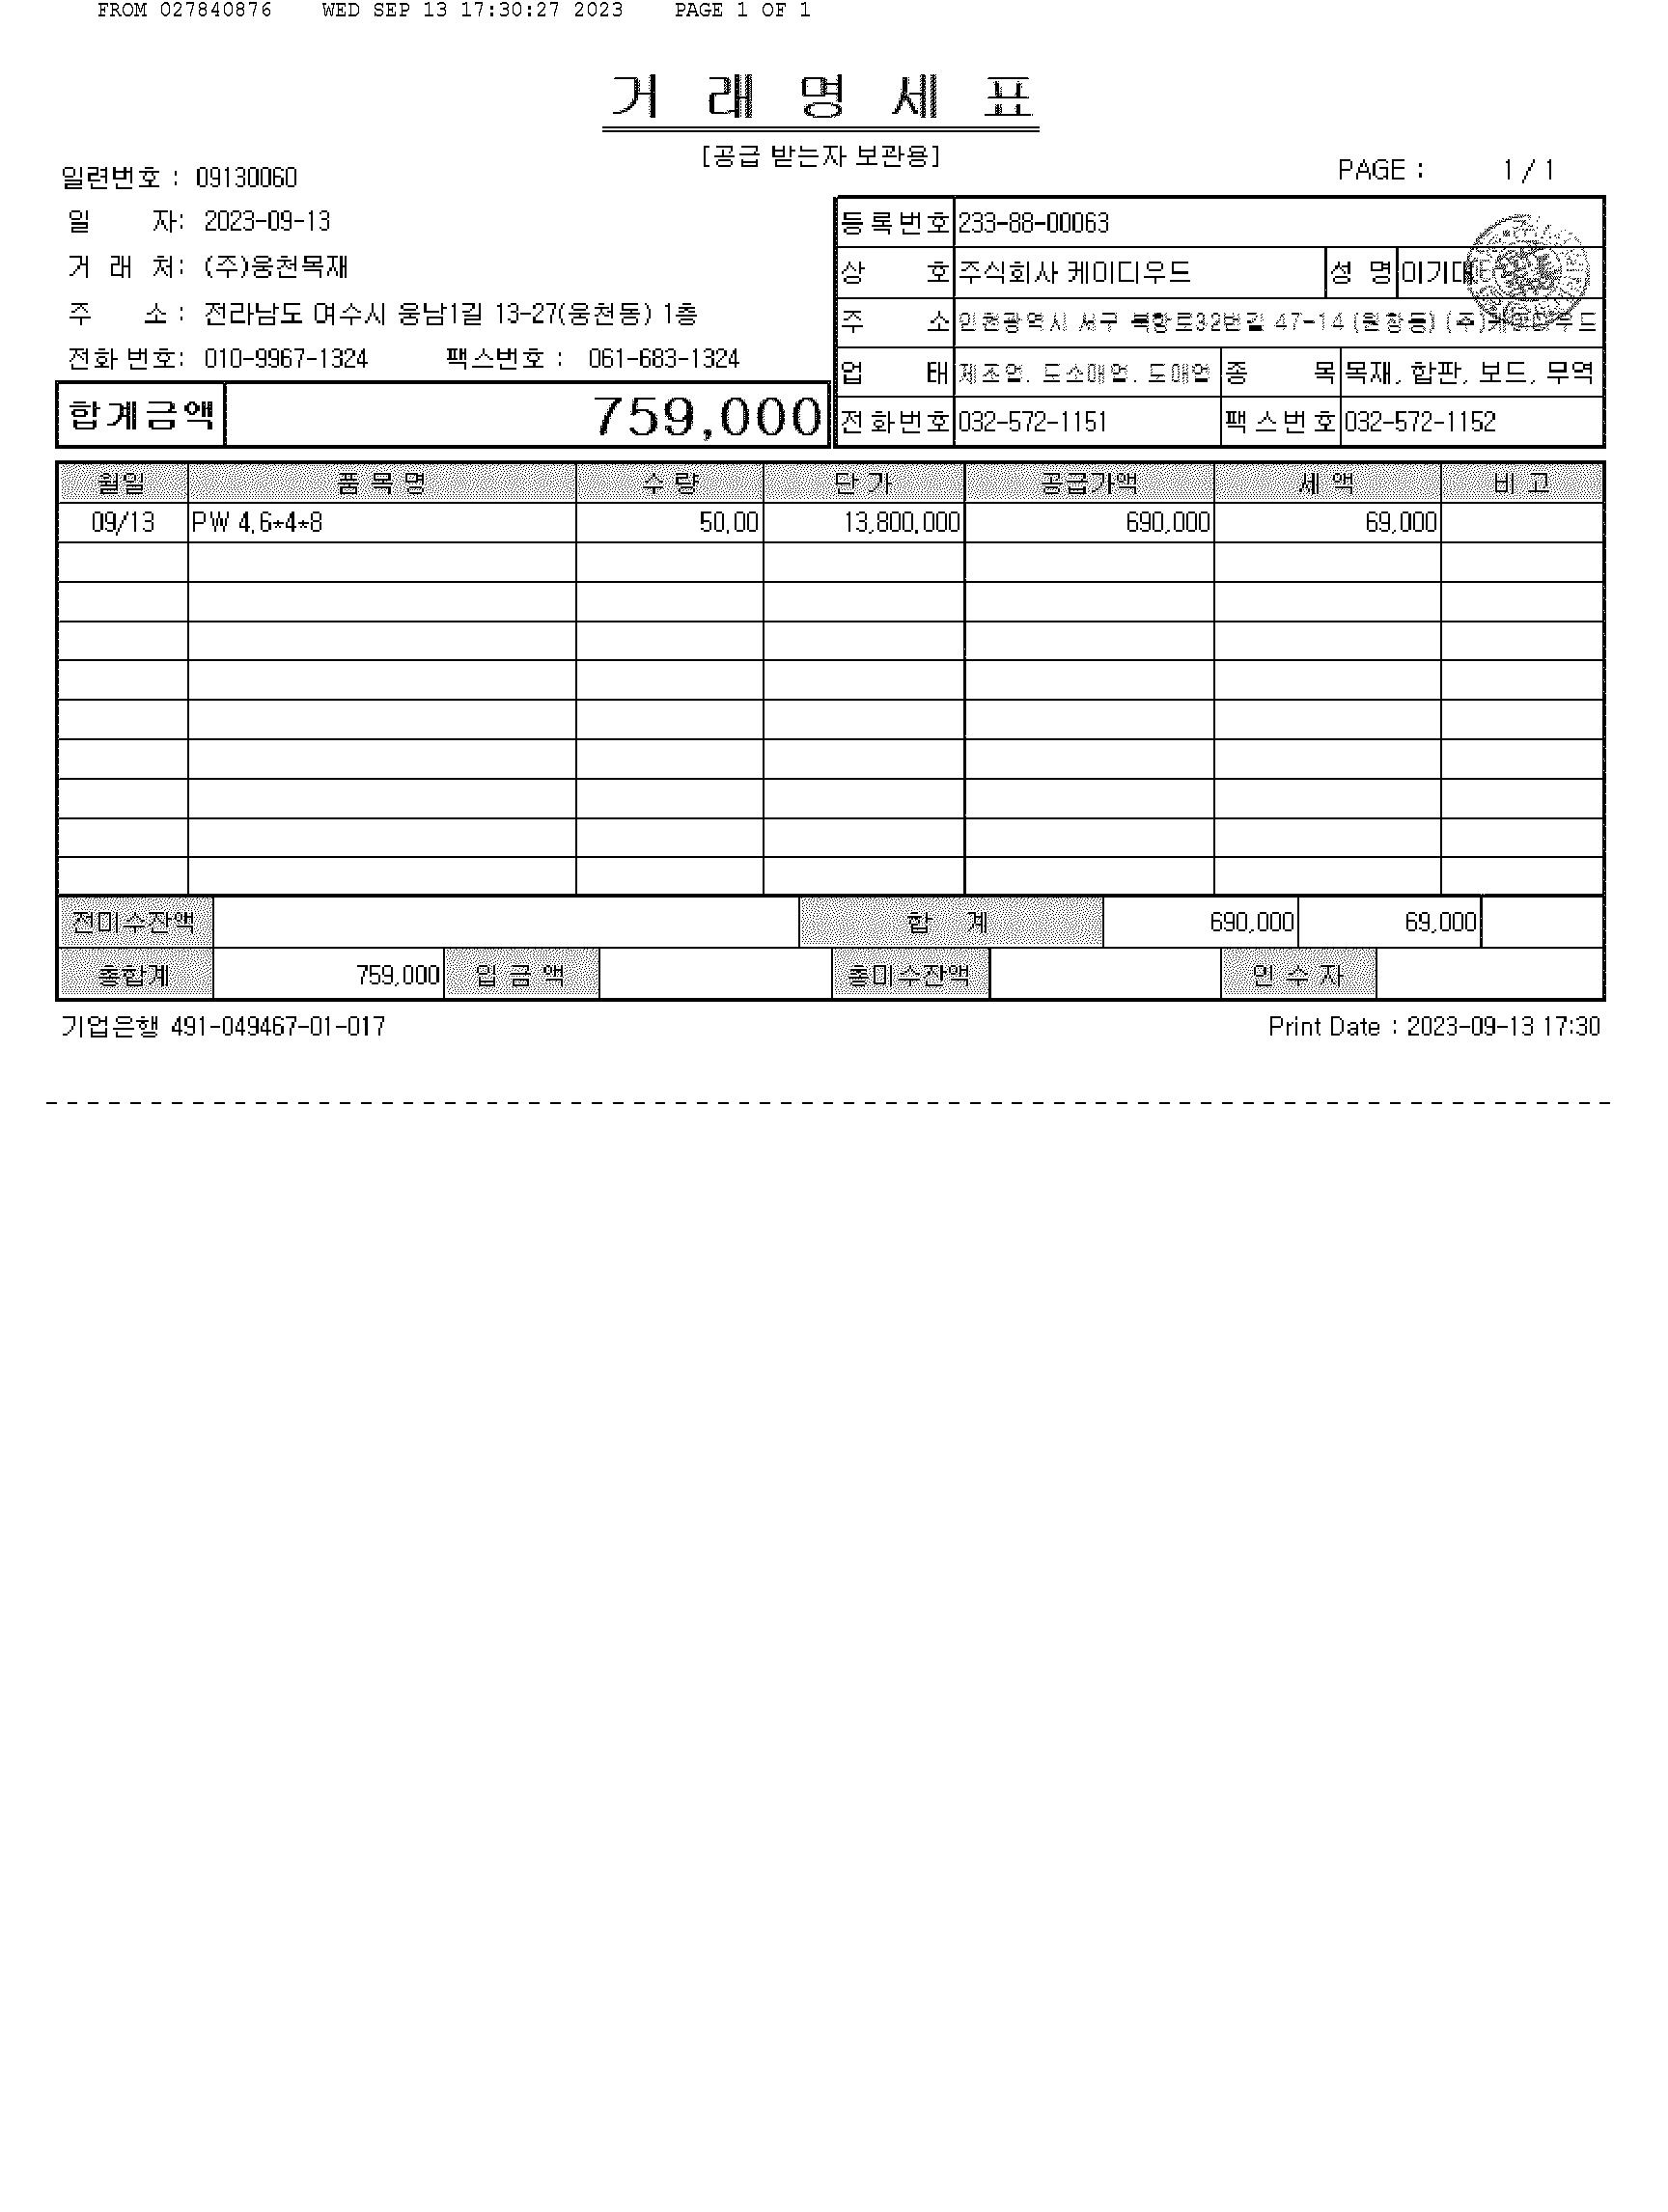 FROM 027840876 WED SEP 13 17:30:27 2023 PAGE 1 OF 1
거 래 명 세 표
[공급 받는자 보관용]
PAGE : 1 / 1
일련번호 : 09130060
일 자: 2023-09-13
거 래 처: (주)웅천목재
주 소 : 전라남도 여수시 웅남1길 13-27(웅천동) 1층
전화 번호: 010-9967-1324 팩스번호 : 061-683-1324
합계금액 759,000
등록번호 233-88-00063
상 호 주식회사 케이디우드 성 명 이기대
주 소 인천광역시 서구 북항로32번길 47-14 (원창동) (주)케이디우드
업 태 제조업, 도소매업, 도매업 종 목 목재, 합판, 보드, 무역
전화번호 032-572-1151 팩스번호 032-572-1152
월일 품목명 수량 단가 공급가액 세액 비고
09/13 PW 4.6*4*8 50.00 13,800.000 690,000 69,000
전미수잔액 합 계 690,000 69,000
총합계 759,000 입금액 총미수잔액 인수자
기업은행 491-049467-01-017 Print Date : 2023-09-13 17:30